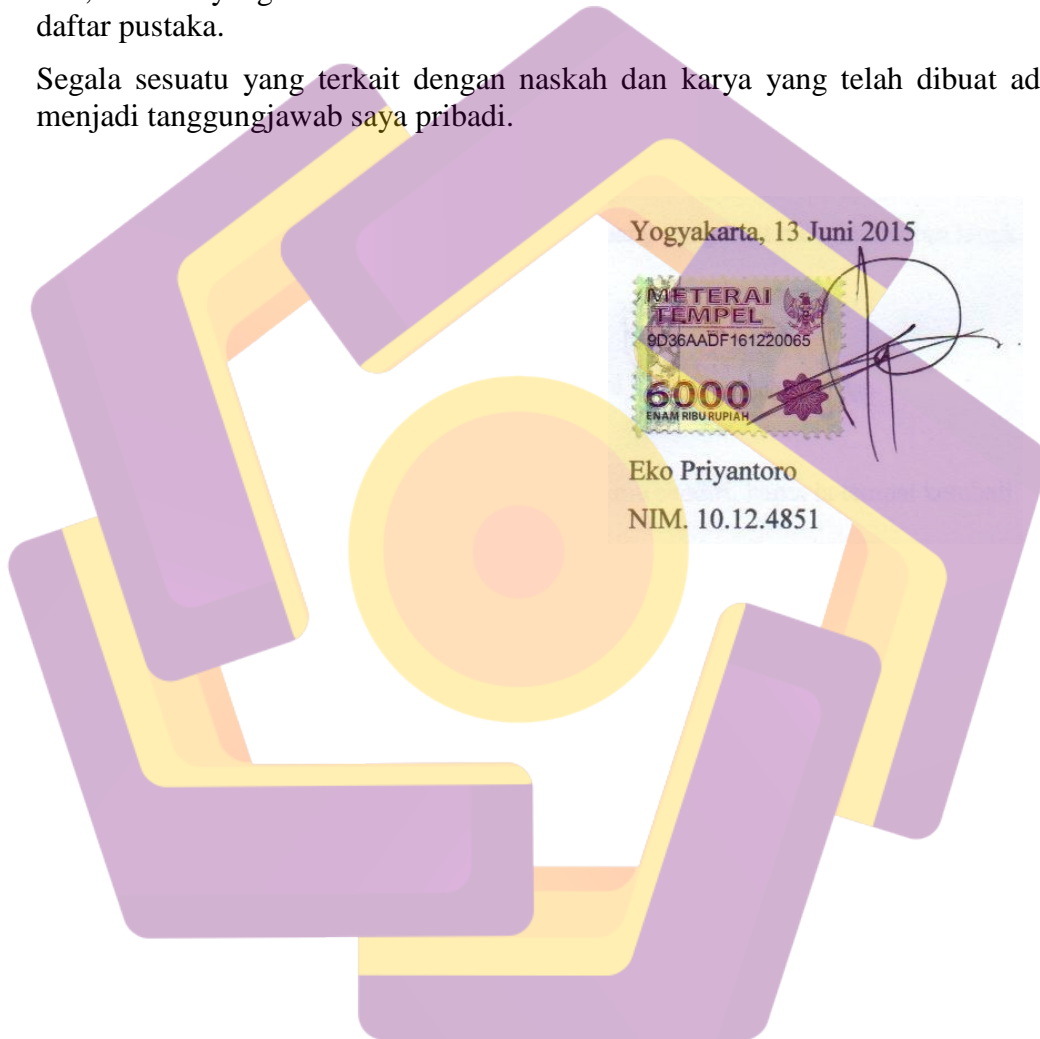 daftar pustaka.
Segala sesuatu yang terkait dengan naskah dan karya yang telah dibuat ad
menjadi tanggungjawab saya pribadi.
Yogyakarta, 13 Juni 2015
METERAI
TEMPEL
9D36AADF161220065
6000
ENAM RIBU RUPIAH
Eko Priyantoro
NIM. 10.12.4851